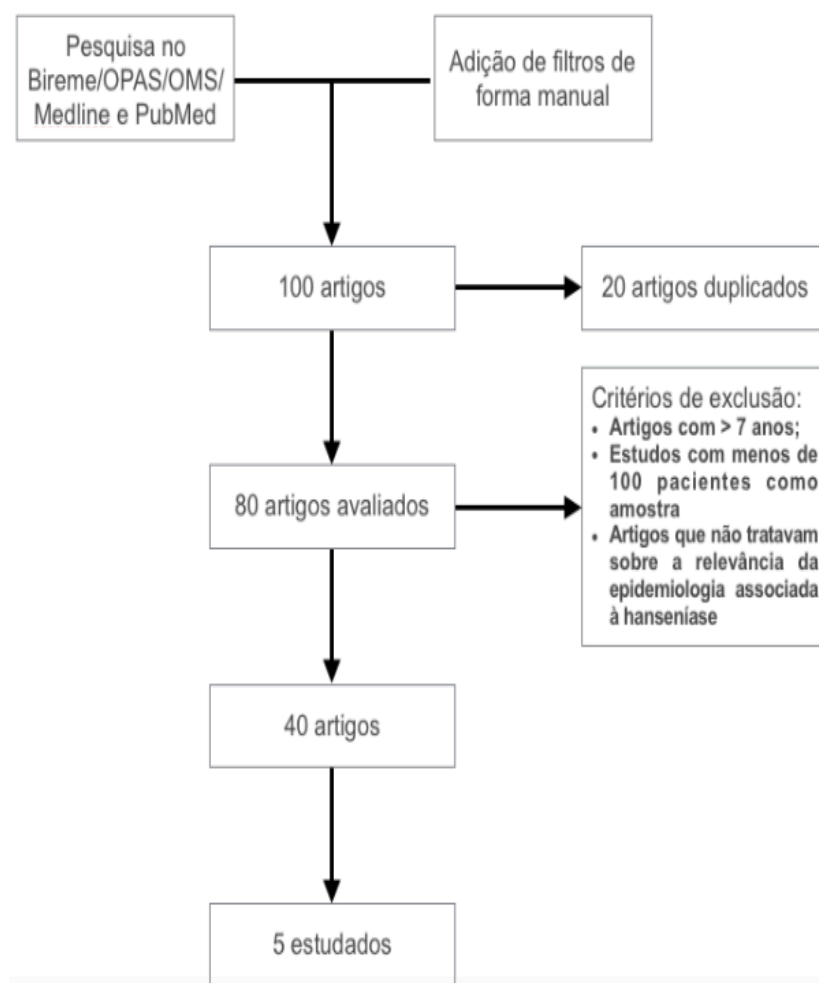 Pesquisa no
Bireme/OPAS/OMS/
Medline e PubMed
Adição de filtros de
forma manual
100 artigos
20 artigos duplicados
Critérios de exclusão:
• Artigos com > 7 anos;
• Estudos com menos de
100 pacientes como
amostra
• Artigos que não tratavam
sobre a relevância da
epidemiologia associada
à hanseníase
80 artigos avaliados
40 artigos
5 estudados